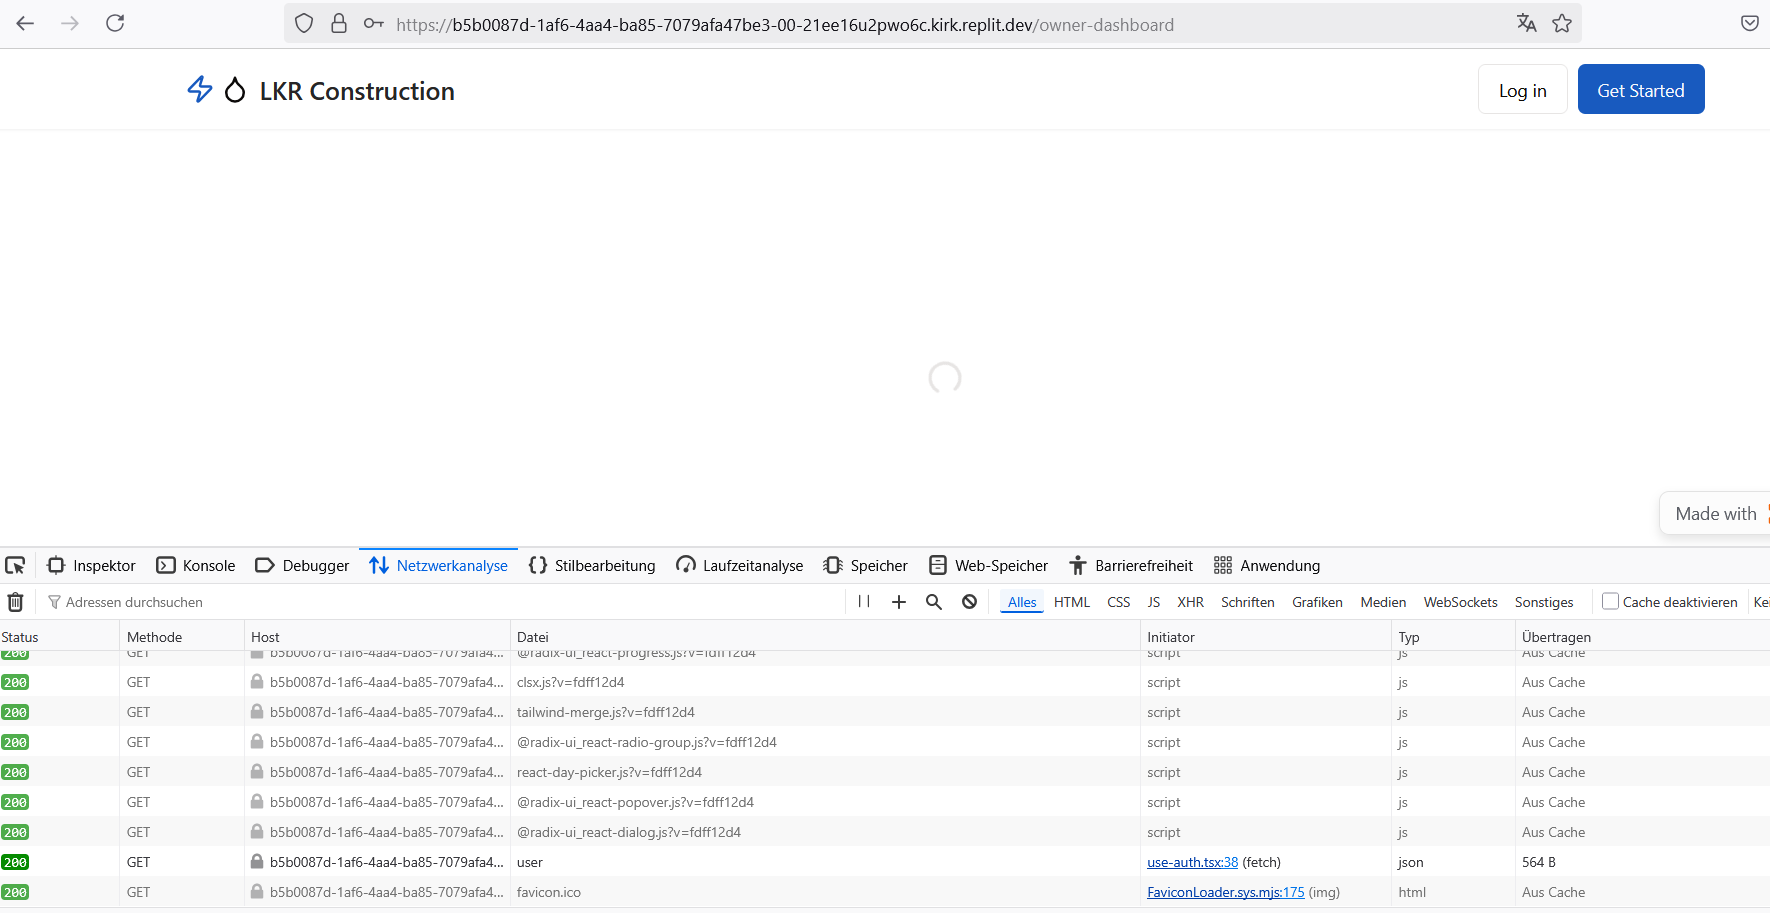 https://b5b0087d-1af6-4aa4-ba85-7079afa47be3-00-21ee16u2pwo6c.kirk.replit.dev/owner-dashboard
LKR Construction
Log in
Get Started
Made with
Inspektor Konsole Debugger Netzwerkanalyse Stilbearbeitung Laufzeitanalyse Speicher Web-Speicher Barrierefreiheit Anwendung
Adressen durchsuchen Alles HTML CSS JS XHR Schriften Grafiken Medien WebSockets Sonstiges Cache deaktivieren Kei
Status Methode Host Datei Initiator Typ Übertragen
200 GET b5b0087d-1af6-4aa4-ba85-7079afa4... @radix-ui_react-progress.js?v=fdff12d4 script js Aus Cache
200 GET b5b0087d-1af6-4aa4-ba85-7079afa4... clsx.js?v=fdff12d4 script js Aus Cache
200 GET b5b0087d-1af6-4aa4-ba85-7079afa4... tailwind-merge.js?v=fdff12d4 script js Aus Cache
200 GET b5b0087d-1af6-4aa4-ba85-7079afa4... @radix-ui_react-radio-group.js?v=fdff12d4 script js Aus Cache
200 GET b5b0087d-1af6-4aa4-ba85-7079afa4... react-day-picker.js?v=fdff12d4 script js Aus Cache
200 GET b5b0087d-1af6-4aa4-ba85-7079afa4... @radix-ui_react-popover.js?v=fdff12d4 script js Aus Cache
200 GET b5b0087d-1af6-4aa4-ba85-7079afa4... @radix-ui_react-dialog.js?v=fdff12d4 script js Aus Cache
200 GET b5b0087d-1af6-4aa4-ba85-7079afa4... user use-auth.tsx:38 (fetch) json 564 B
200 GET b5b0087d-1af6-4aa4-ba85-7079afa4... favicon.ico FaviconLoader.sys.mjs:175 (img) html Aus Cache